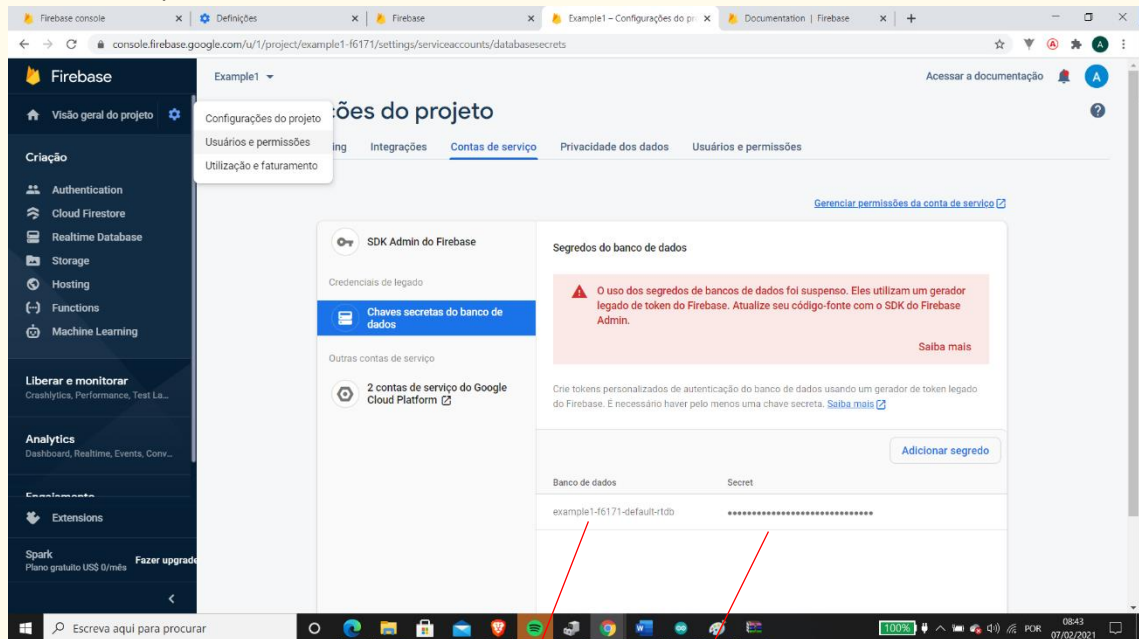 Firebase console
Definições
Firebase
Example1 – Configurações do pr
Documentation | Firebase
console.firebase.google.com/u/1/project/example1-f6171/settings/serviceaccounts/databasesecrets
Firebase
Example1
Acessar a documentação
A
Visão geral do projeto
Configurações do projeto
Usuários e permissões
Utilização e faturamento
ções do projeto
ing
Integrações
Contas de serviço
Privacidade dos dados
Usuários e permissões
Criação
Authentication
Cloud Firestore
Realtime Database
Storage
Hosting
Functions
Machine Learning
Liberar e monitorar
Crashlytics, Performance, Test La...
Analytics
Dashboard, Realtime, Events, Conv...
Engajamento
Extensions
Spark
Plano gratuito US$ 0/mês
Fazer upgrade
Gerenciar permissões da conta de serviço
SDK Admin do Firebase
Credenciais de legado
Chaves secretas do banco de
dados
Outras contas de serviço
2 contas de serviço do Google
Cloud Platform
Segredos do banco de dados
O uso dos segredos de bancos de dados foi suspenso. Eles utilizam um gerador
legado de token do Firebase. Atualize seu código-fonte com o SDK do Firebase
Admin.
Saiba mais
Crie tokens personalizados de autenticação do banco de dados usando um gerador de token legado
do Firebase. É necessário haver pelo menos uma chave secreta. Saiba mais
Adicionar segredo
Banco de dados
Secret
example1-f6171-default-rtdb
••••••••••••••••••••••••••••••
Escreva aqui para procurar
100%
POR
08:43
07/02/2021